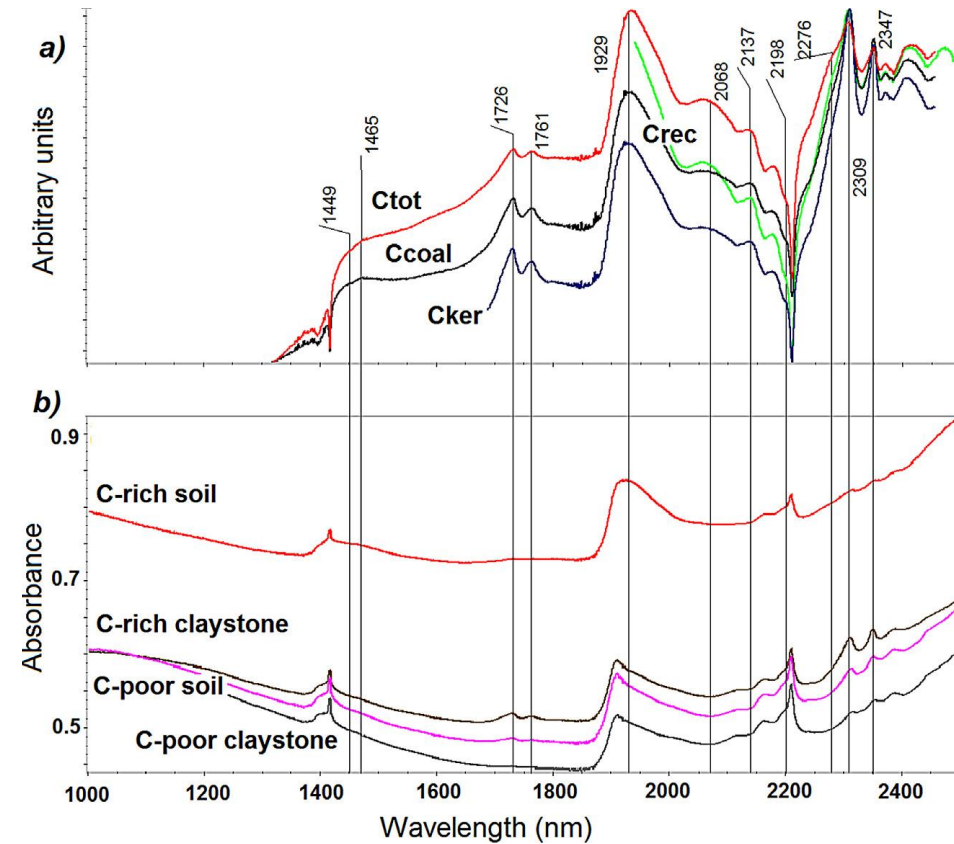 a)
Arbitrary units
1449
1465
1726
1761
1929
2068
2137
2198
2276
2309
2347
Crec
Ctot
Ccoal
Cker
b)
Absorbance
0.9
0.7
0.5
C-rich soil
C-rich claystone
C-poor soil
C-poor claystone
1000 1200 1400 1600 1800 2000 2200 2400
Wavelength (nm)